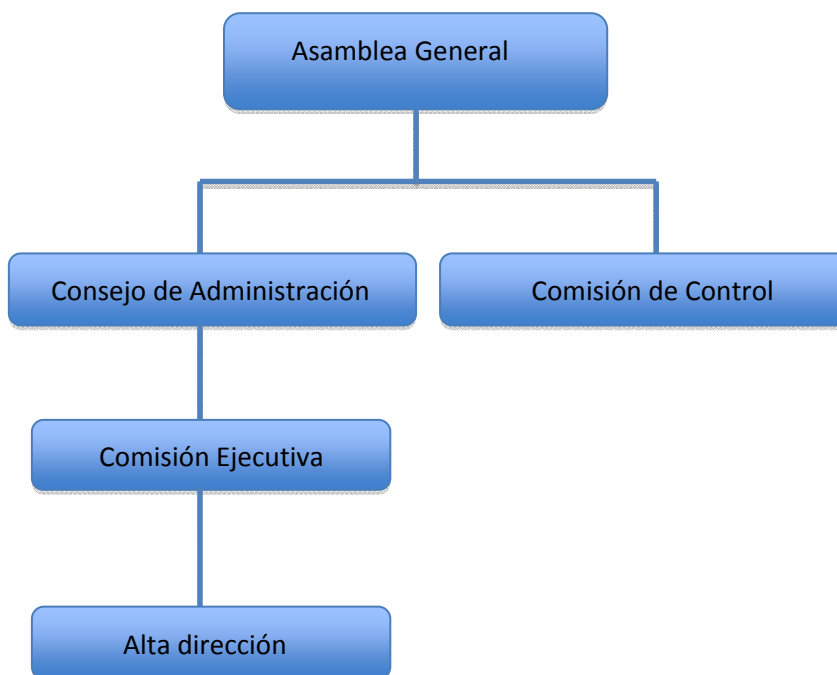 Asamblea General
Consejo de Administración
Comisión de Control
Comisión Ejecutiva
Alta dirección